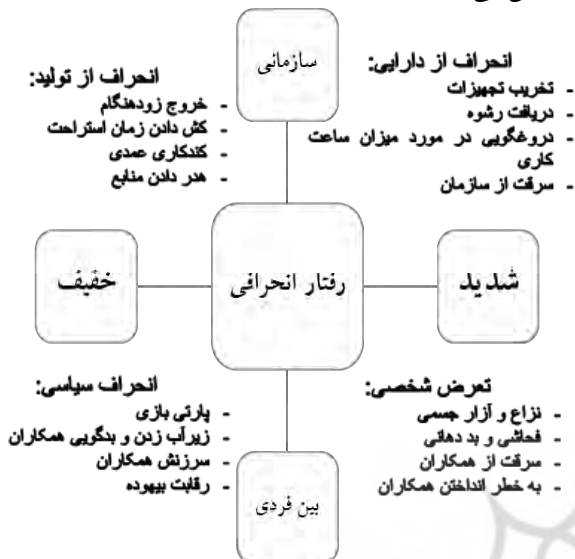 سازمانی
انحراف از دارایی:
- تخریب تجهیزات
- دریافت رشوه
- دروغگویی در مورد میزان ساعت
کاری
- سرقت از سازمان
انحراف از تولید:
- خروج زودهنگام
- کش دادن زمان استراحت
- کندکاری عمدی
- هدر دادن منابع
شدید
رفتار انحرافی
خفیف
تعرض شخصی:
- نزاع و آزار جسمی
- فحاشی و بد دهانی
- سرقت از همکاران
- به خطر انداختن همکاران
انحراف سیاسی:
- پارتی بازی
- زیرآب زدن و بدگویی همکاران
- سرزنش همکاران
- رقابت بیهوده
بین فردی